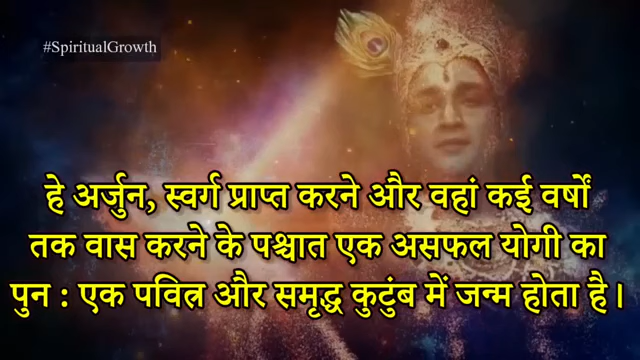 #SpiritualGrowth
हे अर्जुन, स्वर्ग प्राप्त करने और वहां कई वर्षों
तक वास करने के पश्चात एक असफल योगी का
पुन : एक पवित्र और समृद्ध कुटुंब में जन्म होता है।